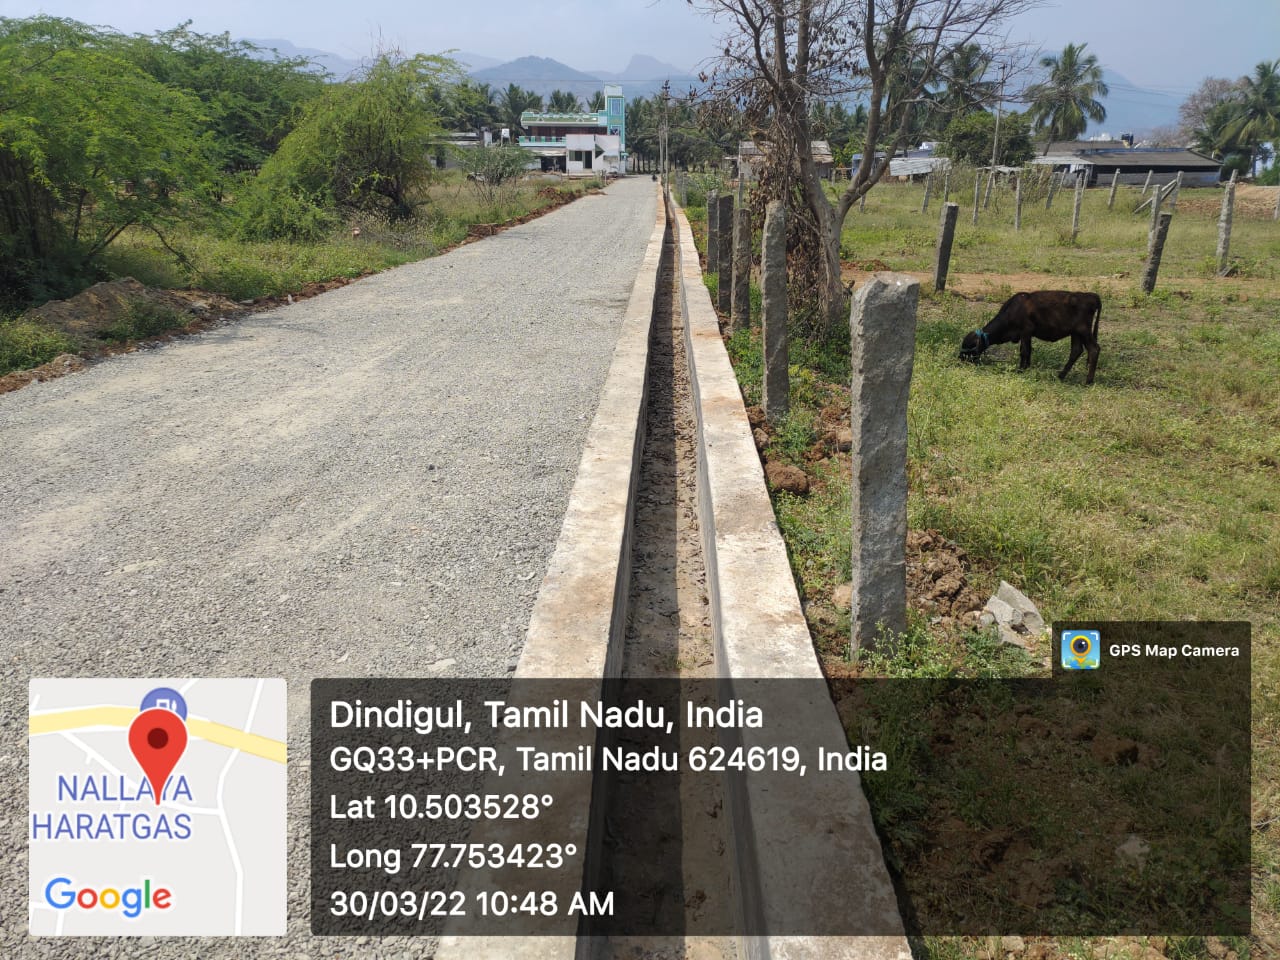 GPS Map Camera
Dindigul, Tamil Nadu, India
GQ33+PCR, Tamil Nadu 624619, India
Lat 10.503528°
Long 77.753423°
30/03/22 10:48 AM
NALLAYA
HARATGAS
Google